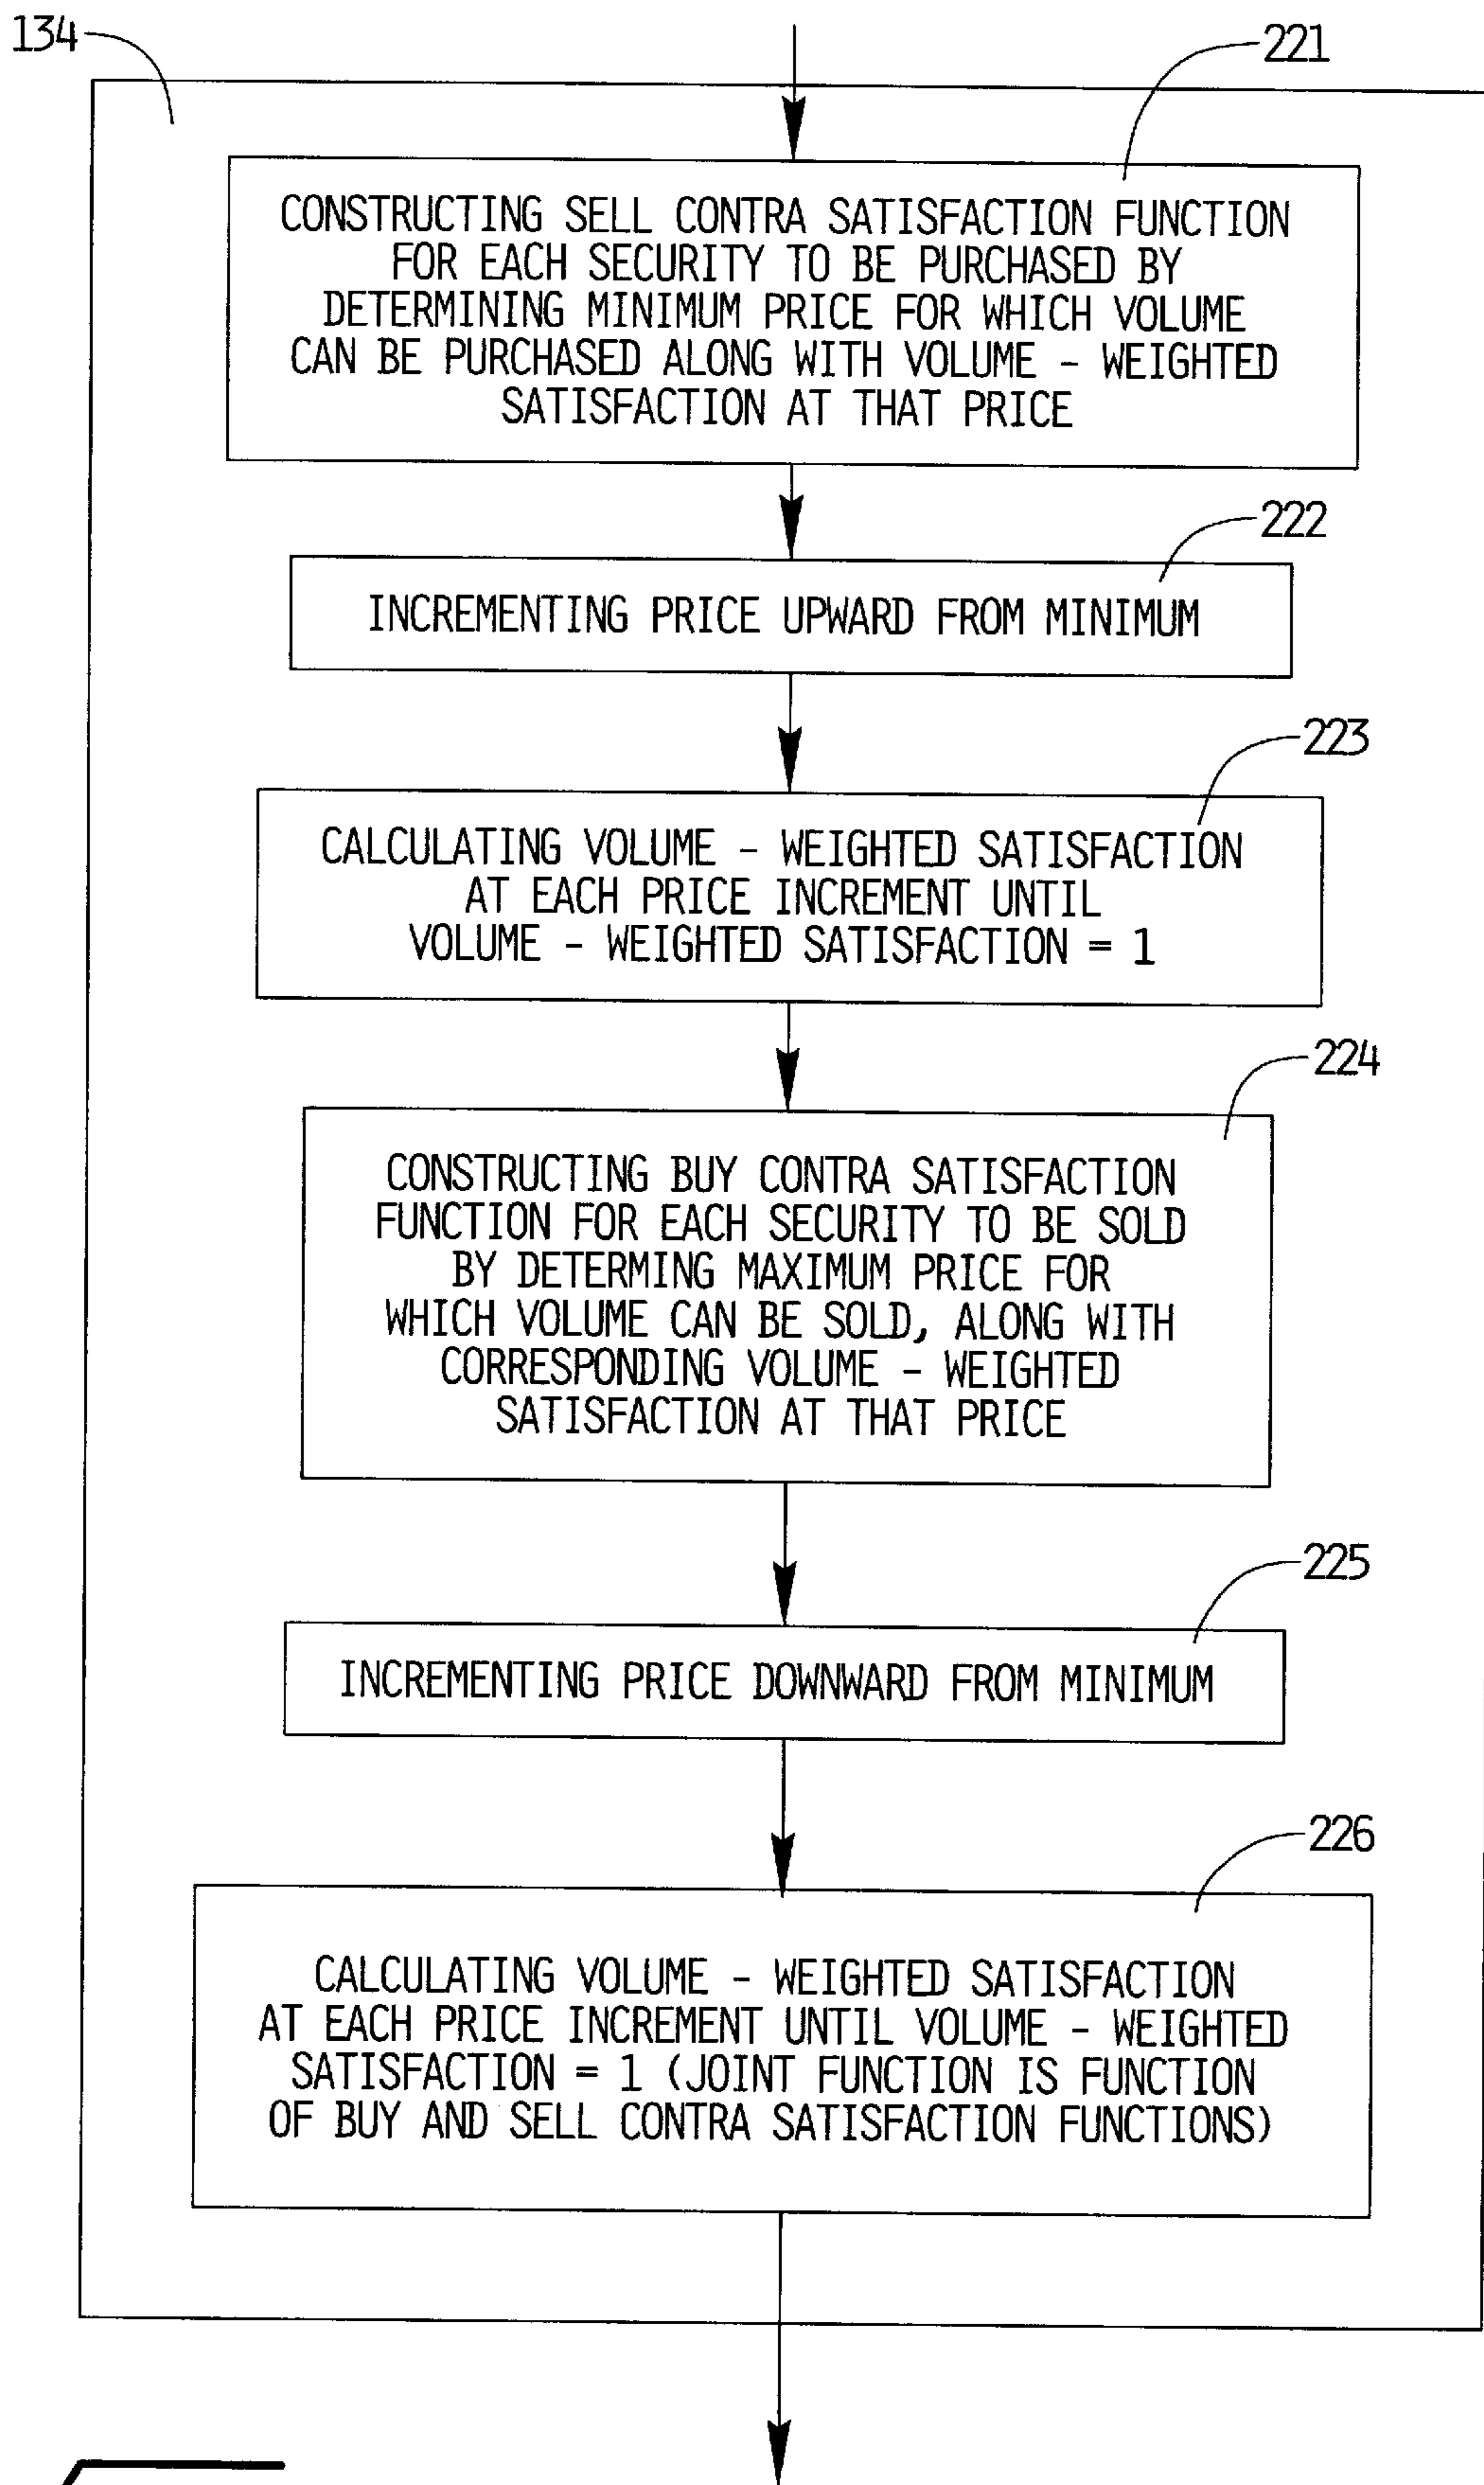 134
221
CONSTRUCTING SELL CONTRA SATISFACTION FUNCTION
FOR EACH SECURITY TO BE PURCHASED BY
DETERMINING MINIMUM PRICE FOR WHICH VOLUME
CAN BE PURCHASED ALONG WITH VOLUME - WEIGHTED
SATISFACTION AT THAT PRICE
222
INCREMENTING PRICE UPWARD FROM MINIMUM
223
CALCULATING VOLUME - WEIGHTED SATISFACTION
AT EACH PRICE INCREMENT UNTIL
VOLUME - WEIGHTED SATISFACTION = 1
224
CONSTRUCTING BUY CONTRA SATISFACTION
FUNCTION FOR EACH SECURITY TO BE SOLD
BY DETERMING MAXIMUM PRICE FOR
WHICH VOLUME CAN BE SOLD, ALONG WITH
CORRESPONDING VOLUME - WEIGHTED
SATISFACTION AT THAT PRICE
225
INCREMENTING PRICE DOWNWARD FROM MINIMUM
226
CALCULATING VOLUME - WEIGHTED SATISFACTION
AT EACH PRICE INCREMENT UNTIL VOLUME - WEIGHTED
SATISFACTION = 1 (JOINT FUNCTION IS FUNCTION
OF BUY AND SELL CONTRA SATISFACTION FUNCTIONS)